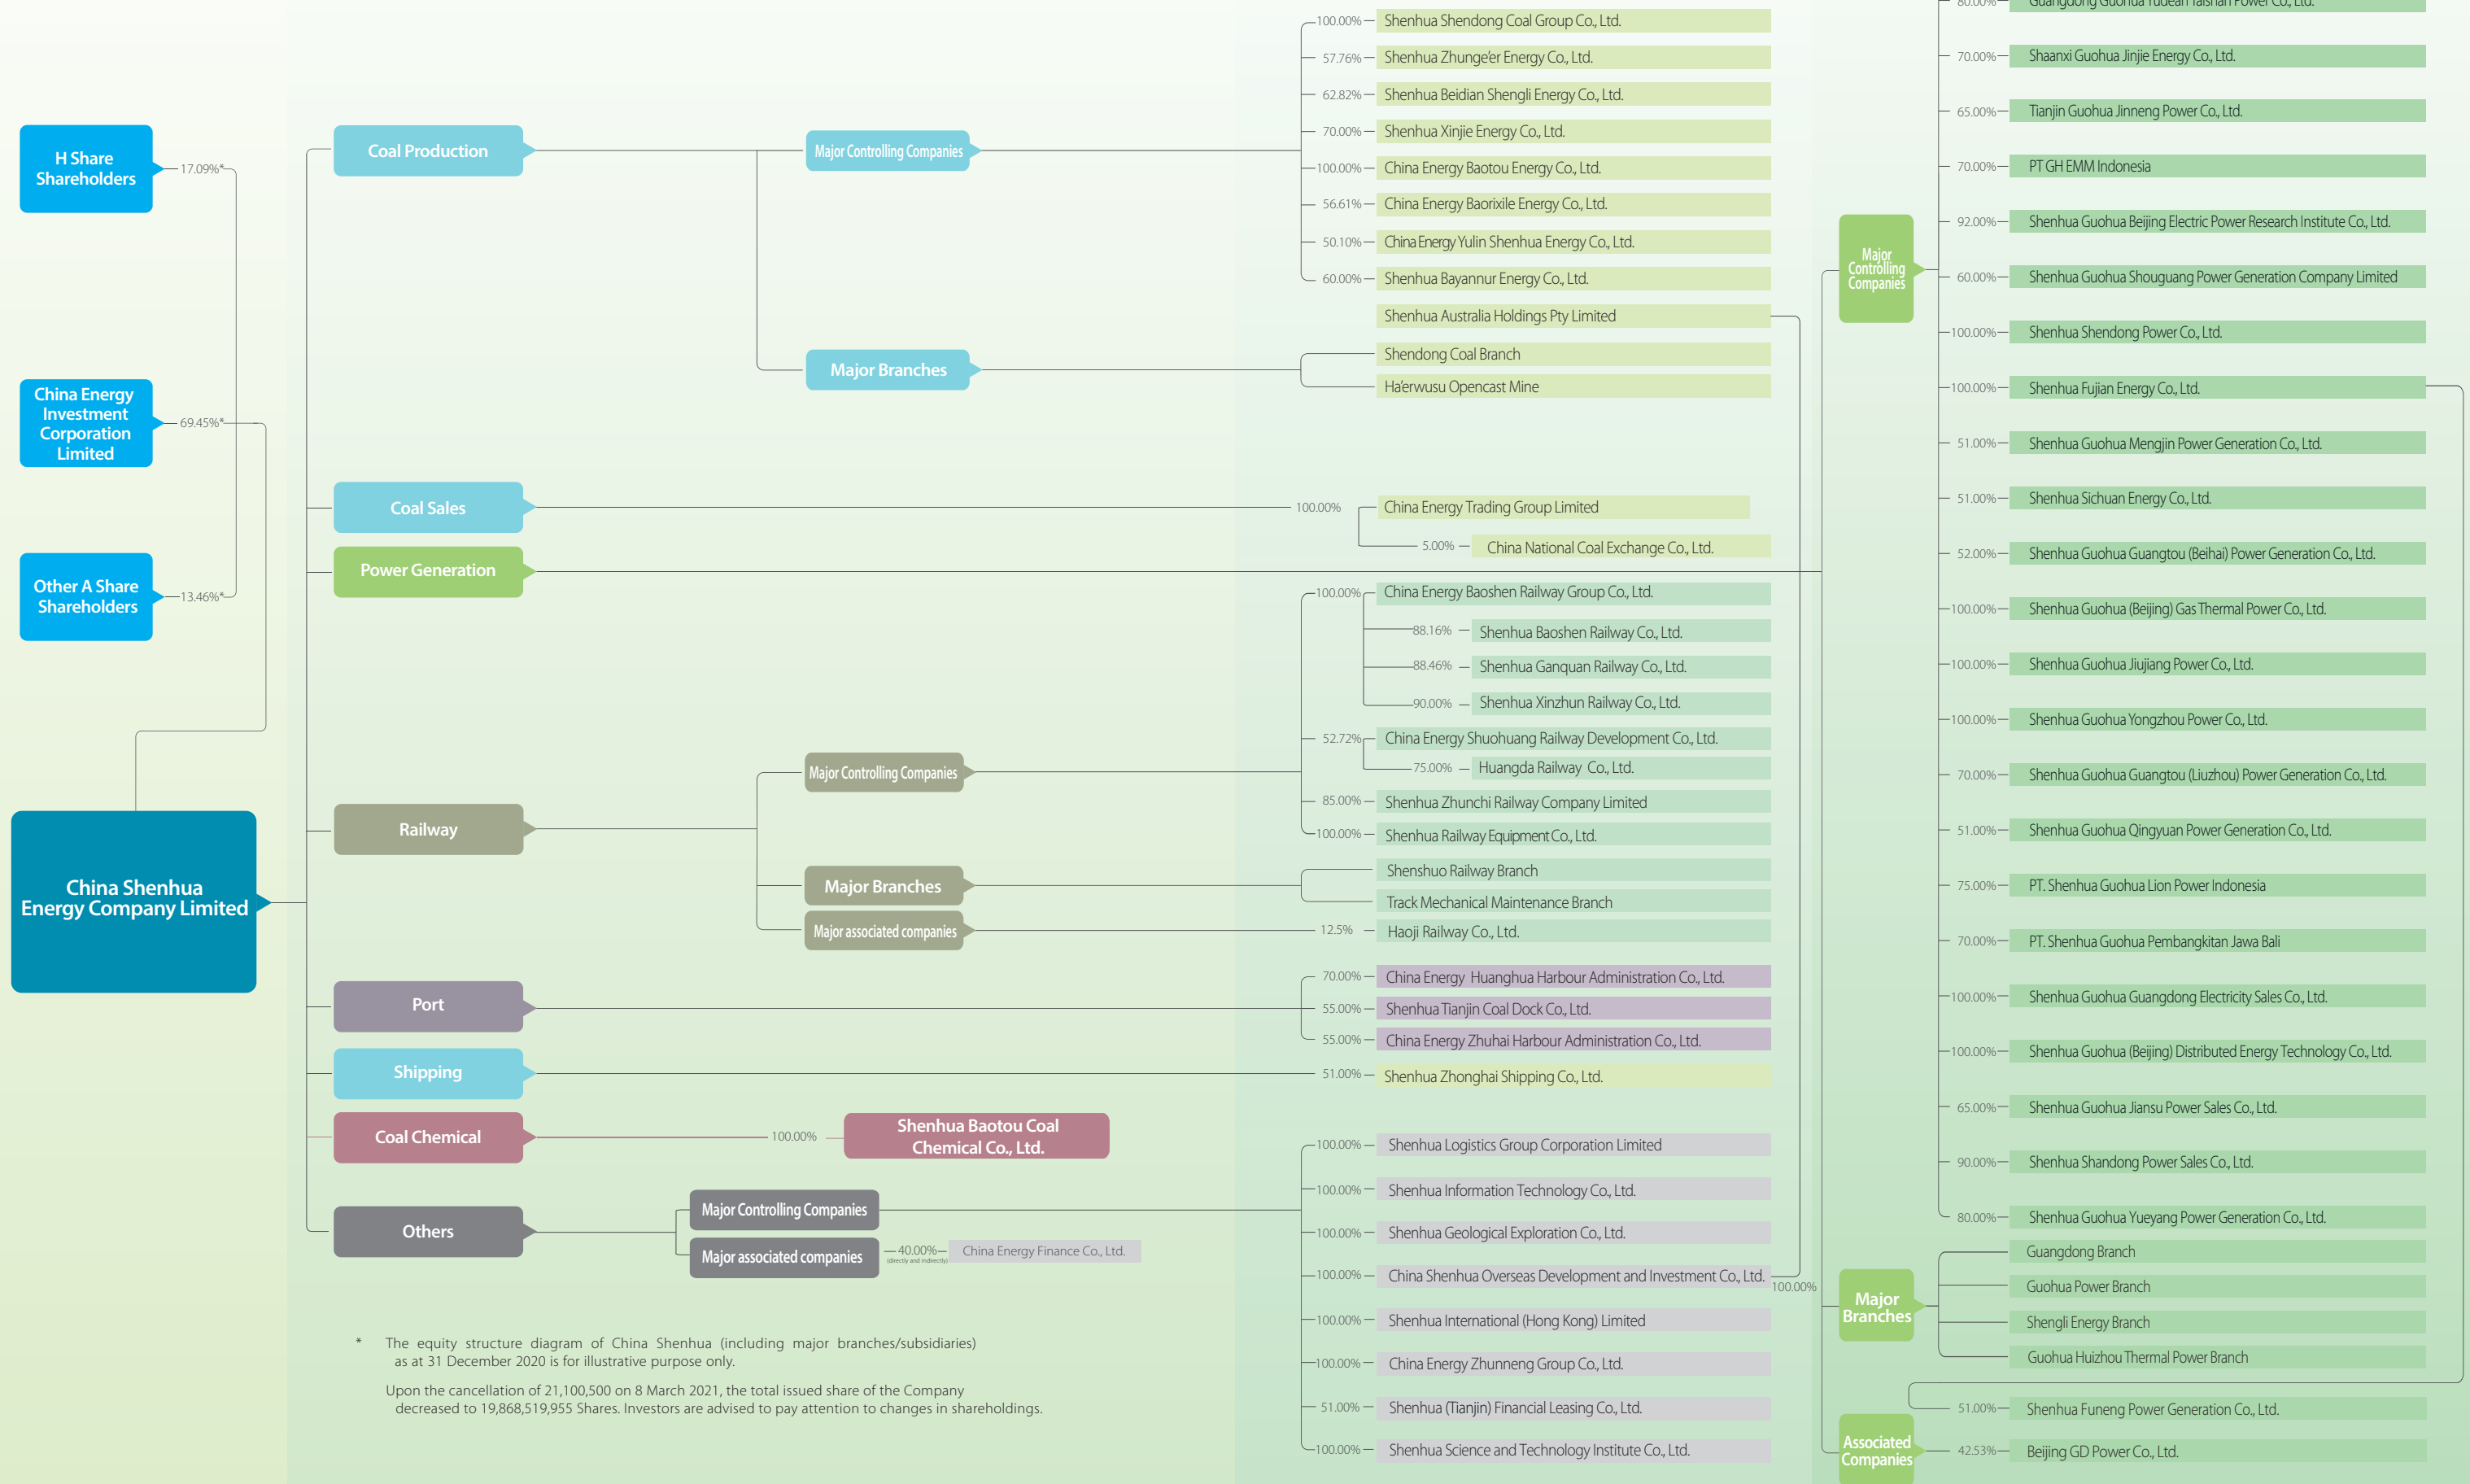 H Share
Shareholders
17.09%*
China Energy
Investment
Corporation
Limited
69.45%*
Other A Share
Shareholders
13.46%*
China Shenhua
Energy Company Limited
Coal Production
Major Controlling Companies
100.00% Shenhua Shendong Coal Group Co., Ltd.
57.76% Shenhua Zhunge'er Energy Co., Ltd.
62.82% Shenhua Beidian Shengli Energy Co., Ltd.
70.00% Shenhua Xinjie Energy Co., Ltd.
100.00% China Energy Baotou Energy Co., Ltd.
56.61% China Energy Baorixile Energy Co., Ltd.
50.10% China Energy Yulin Shenhua Energy Co., Ltd.
60.00% Shenhua Bayannur Energy Co., Ltd.
Shenhua Australia Holdings Pty Limited
Major Branches
Shendong Coal Branch
Ha'erwusu Opencast Mine
Coal Sales
100.00% China Energy Trading Group Limited
5.00% China National Coal Exchange Co., Ltd.
Power Generation
Railway
Major Controlling Companies
100.00% China Energy Baoshen Railway Group Co., Ltd.
88.16% Shenhua Baoshen Railway Co., Ltd.
88.46% Shenhua Ganquan Railway Co., Ltd.
90.00% Shenhua Xinzhun Railway Co., Ltd.
52.72% China Energy Shuohuang Railway Development Co., Ltd.
75.00% Huangda Railway Co., Ltd.
85.00% Shenhua Zhunchi Railway Company Limited
100.00% Shenhua Railway Equipment Co., Ltd.
Major Branches
Shenshuo Railway Branch
Track Mechanical Maintenance Branch
Major associated companies
12.5% Haoji Railway Co., Ltd.
Port
70.00% China Energy Huanghua Harbour Administration Co., Ltd.
55.00% Shenhua Tianjin Coal Dock Co., Ltd.
55.00% China Energy Zhuhai Harbour Administration Co., Ltd.
Shipping
51.00% Shenhua Zhonghai Shipping Co., Ltd.
Coal Chemical
100.00%
Shenhua Baotou Coal
Chemical Co., Ltd.
Others
Major Controlling Companies
100.00% Shenhua Logistics Group Corporation Limited
100.00% Shenhua Information Technology Co., Ltd.
100.00% Shenhua Geological Exploration Co., Ltd.
100.00% China Shenhua Overseas Development and Investment Co., Ltd.
100.00%
100.00% Shenhua International (Hong Kong) Limited
100.00% China Energy Zhunneng Group Co., Ltd.
51.00% Shenhua (Tianjin) Financial Leasing Co., Ltd.
100.00% Shenhua Science and Technology Institute Co., Ltd.
Major associated companies
40.00% China Energy Finance Co., Ltd.
(directly and indirectly)
* The equity structure diagram of China Shenhua (including major branches/subsidiaries)
as at 31 December 2020 is for illustrative purpose only.
Upon the cancellation of 21,100,500 on 8 March 2021, the total issued share of the Company
decreased to 19,868,519,955 Shares. Investors are advised to pay attention to changes in shareholdings.
Major
Controlling
Companies
80.00% Guangdong Guohua Yudean Taishan Power Co., Ltd.
70.00% Shaanxi Guohua Jinjie Energy Co., Ltd.
65.00% Tianjin Guohua Jinneng Power Co., Ltd.
70.00% PT GH EMM Indonesia
92.00% Shenhua Guohua Beijing Electric Power Research Institute Co., Ltd.
60.00% Shenhua Guohua Shouguang Power Generation Company Limited
100.00% Shenhua Shendong Power Co., Ltd.
100.00% Shenhua Fujian Energy Co., Ltd.
51.00% Shenhua Guohua Mengjin Power Generation Co., Ltd.
51.00% Shenhua Sichuan Energy Co., Ltd.
52.00% Shenhua Guohua Guangtou (Beihai) Power Generation Co., Ltd.
100.00% Shenhua Guohua (Beijing) Gas Thermal Power Co., Ltd.
100.00% Shenhua Guohua Jiujiang Power Co., Ltd.
100.00% Shenhua Guohua Yongzhou Power Co., Ltd.
70.00% Shenhua Guohua Guangtou (Liuzhou) Power Generation Co., Ltd.
51.00% Shenhua Guohua Qingyuan Power Generation Co., Ltd.
75.00% PT. Shenhua Guohua Lion Power Indonesia
70.00% PT. Shenhua Guohua Pembangkitan Jawa Bali
100.00% Shenhua Guohua Guangdong Electricity Sales Co., Ltd.
100.00% Shenhua Guohua (Beijing) Distributed Energy Technology Co., Ltd.
65.00% Shenhua Guohua Jiansu Power Sales Co., Ltd.
90.00% Shenhua Shandong Power Sales Co., Ltd.
80.00% Shenhua Guohua Yueyang Power Generation Co., Ltd.
Major
Branches
Guangdong Branch
Guohua Power Branch
Shengli Energy Branch
Guohua Huizhou Thermal Power Branch
51.00% Shenhua Funeng Power Generation Co., Ltd.
Associated
Companies
42.53% Beijing GD Power Co., Ltd.